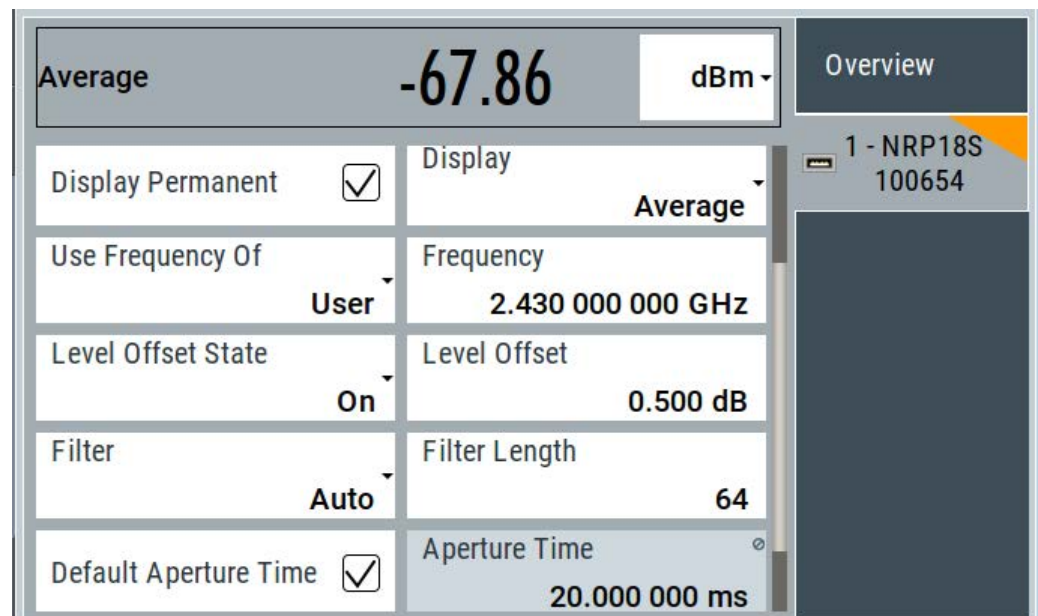 Average -67.86 dBm
Overview
1 - NRP18S
100654
Display Permanent
Display
Average
Use Frequency Of
User
Frequency
2.430 000 000 GHz
Level Offset State
On
Level Offset
0.500 dB
Filter
Auto
Filter Length
64
Default Aperture Time
Aperture Time
20.000 000 ms